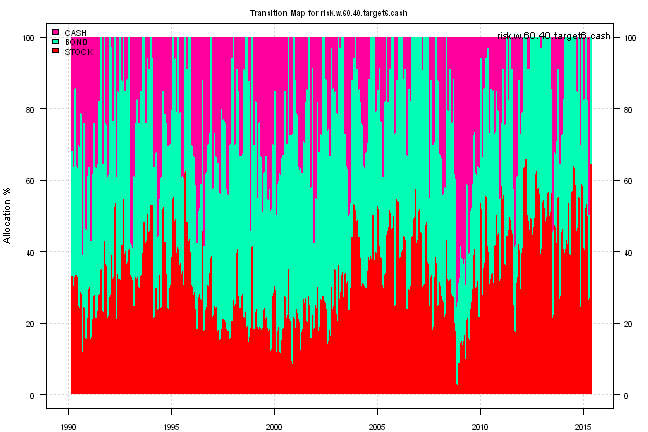 Transition Map for risk.w.60.40.target6.cash
CASH
BOND
STOCK
risk.w.60.40.target6.cash
Allocation %
100
80
60
40
20
0
100
80
60
40
20
0
1990 1995 2000 2005 2010 2015